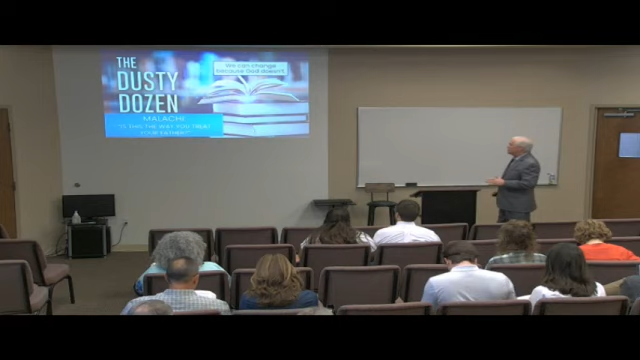 THE
DUSTY
DOZEN
We can change
because God doesn't.
MALACHI
"IS THIS THE WAY YOU TREAT
YOUR FATHER?"